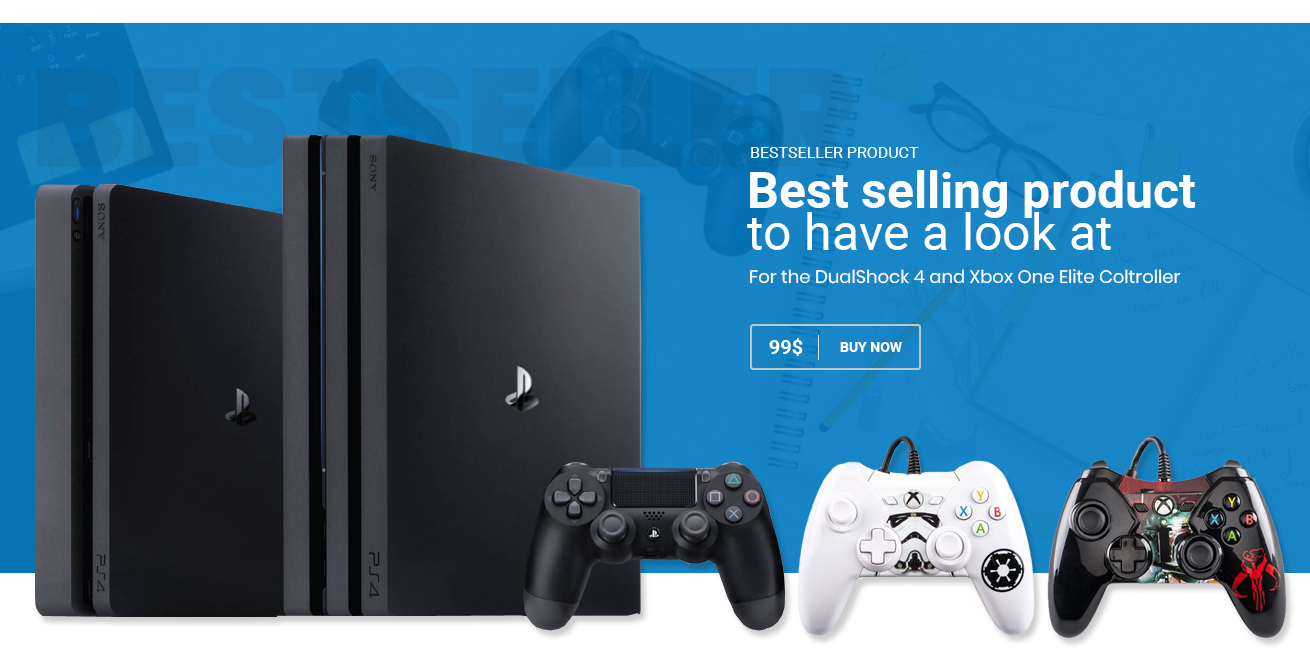 BESTSELLER
BESTSELLER PRODUCT
Best selling product
to have a look at
For the DualShock 4 and Xbox One Elite Coltroller
99$ BUY NOW
SONY
SONY
PS4
PS4
Y
X B
A
Y
X B
A